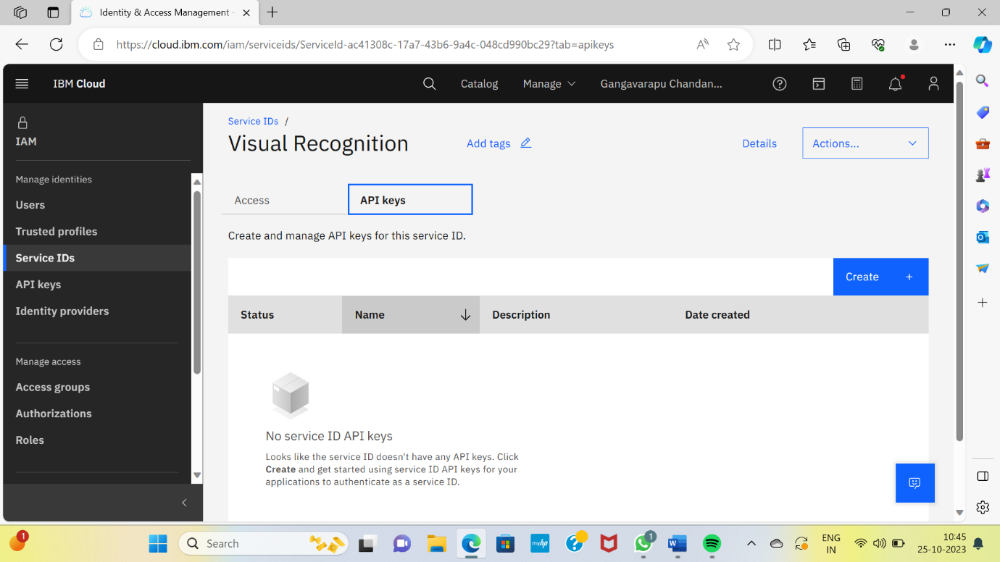 Identity & Access Management -
https://cloud.ibm.com/iam/serviceids/ServiceId-ac41308c-17a7-43b6-9a4c-048cd990bc29?tab=apikeys
IBM Cloud
Catalog
Manage
Gangavarapu Chandan...
IAM
Manage identities
Users
Trusted profiles
Service IDs
API keys
Identity providers
Manage access
Access groups
Authorizations
Roles
Service IDs /
Visual Recognition
Add tags
Details
Actions...
Access
API keys
Create and manage API keys for this service ID.
Create +
Status
Name
Description
Date created
No service ID API keys
Looks like the service ID doesn't have any API keys. Click
Create and get started using service ID API keys for your
applications to authenticate as a service ID.
1
Search
myhp
1
ENG
IN
10:45
25-10-2023